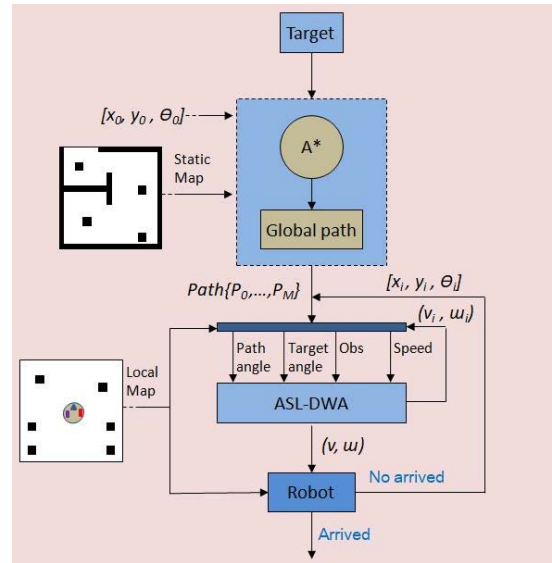 Target
[x0, y0 , ϴ0]
A*
Static
Map
Global path
Path{P0,...,PM}
[xi, yi , ϴi]
(vi , ɯi)
Path
angle
Target
angle
Obs
Speed
Local
Map
ASL-DWA
(v, ɯ)
Robot
No arrived
Arrived